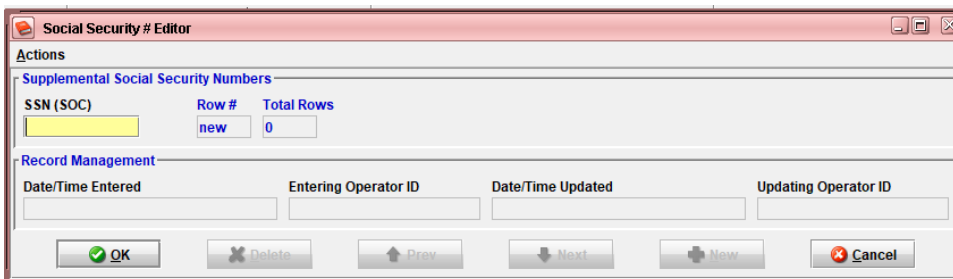 Social Security # Editor
Actions
Supplemental Social Security Numbers
SSN (SOC) Row # Total Rows
new 0
Record Management
Date/Time Entered Entering Operator ID Date/Time Updated Updating Operator ID
OK Delete Prev Next New Cancel